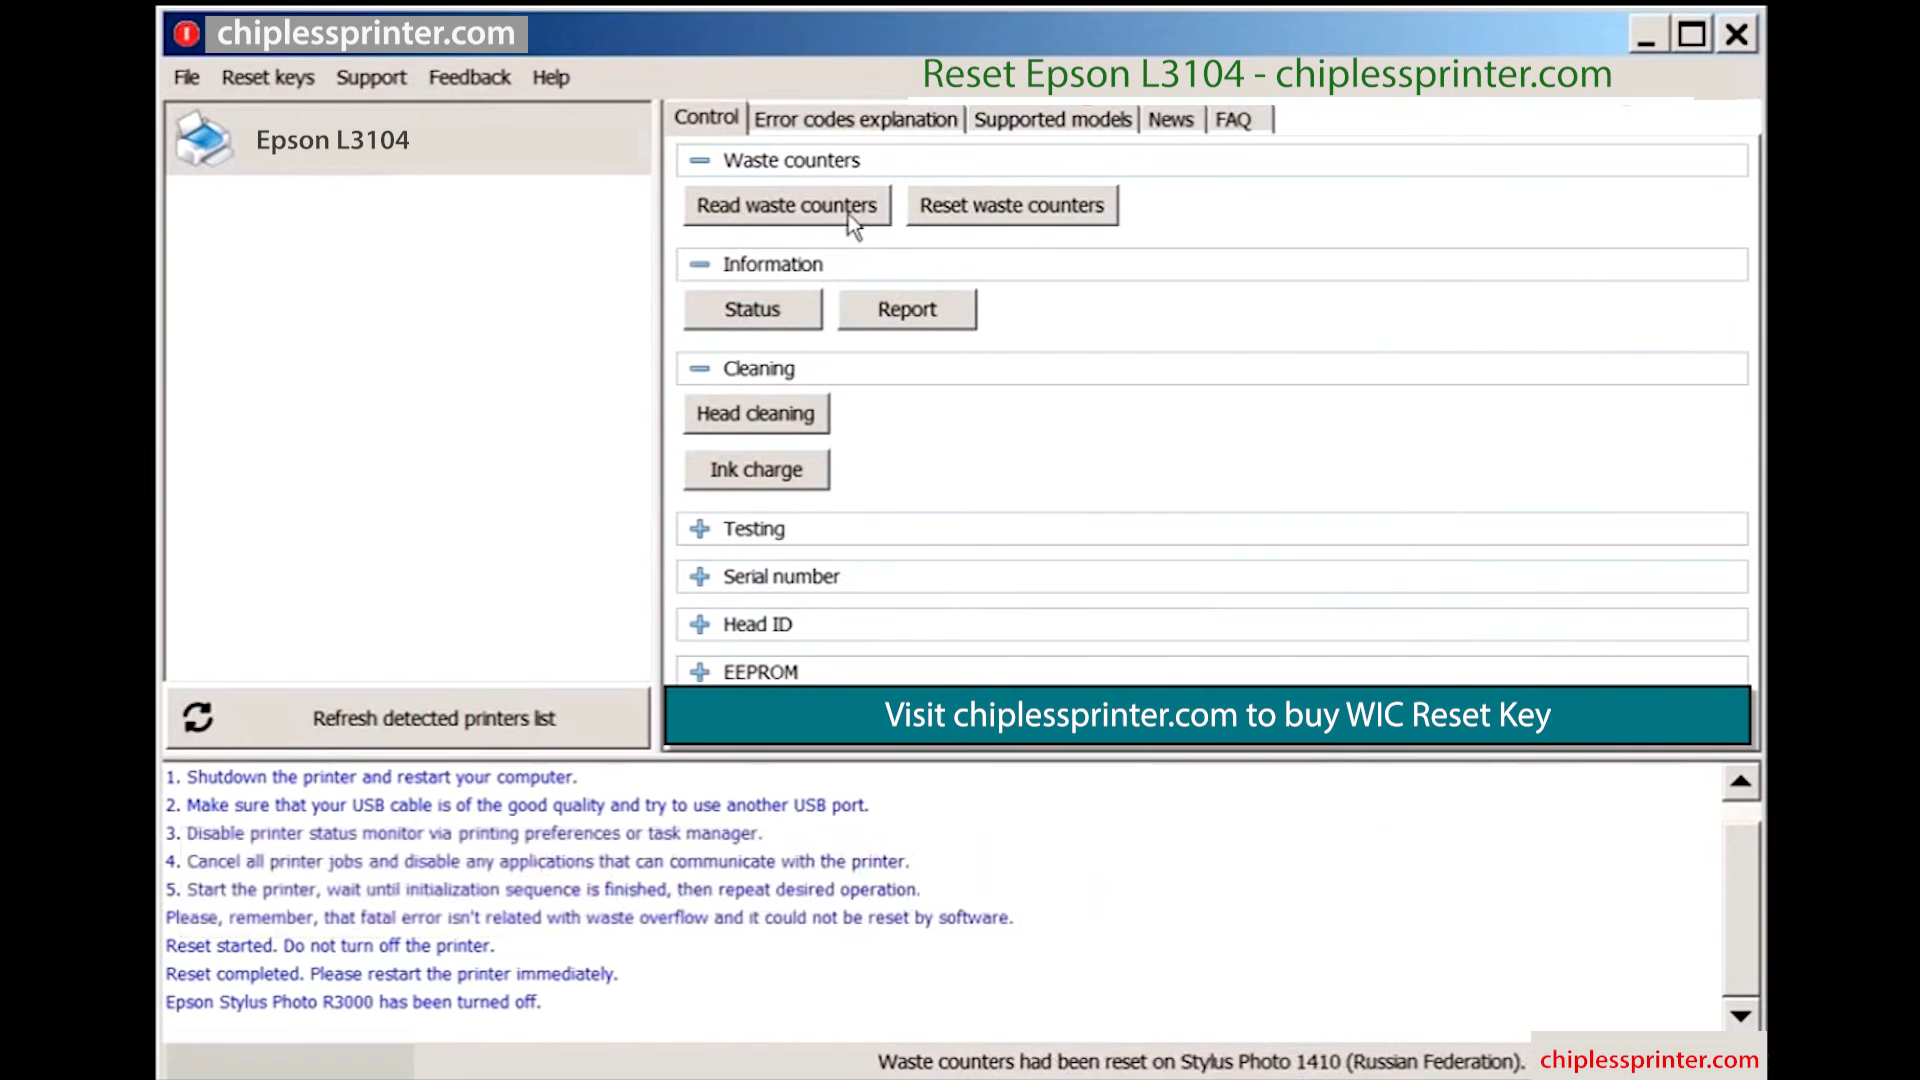 chiplessprinter.com
File Reset keys Support Feedback Help
Reset Epson L3104 - chiplessprinter.com
Epson L3104
Control Error codes explanation Supported models News FAQ
Waste counters
Read waste counters Reset waste counters
Information
Status Report
Cleaning
Head cleaning
Ink charge
Testing
Serial number
Head ID
EEPROM
Refresh detected printers list
Visit chiplessprinter.com to buy WIC Reset Key
1. Shutdown the printer and restart your computer.
2. Make sure that your USB cable is of the good quality and try to use another USB port.
3. Disable printer status monitor via printing preferences or task manager.
4. Cancel all printer jobs and disable any applications that can communicate with the printer.
5. Start the printer, wait until initialization sequence is finished, then repeat desired operation.
Please, remember, that fatal error isn't related with waste overflow and it could not be reset by software.
Reset started. Do not turn off the printer.
Reset completed. Please restart the printer immediately.
Epson Stylus Photo R3000 has been turned off.
Waste counters had been reset on Stylus Photo 1410 (Russian Federation).
chiplessprinter.com